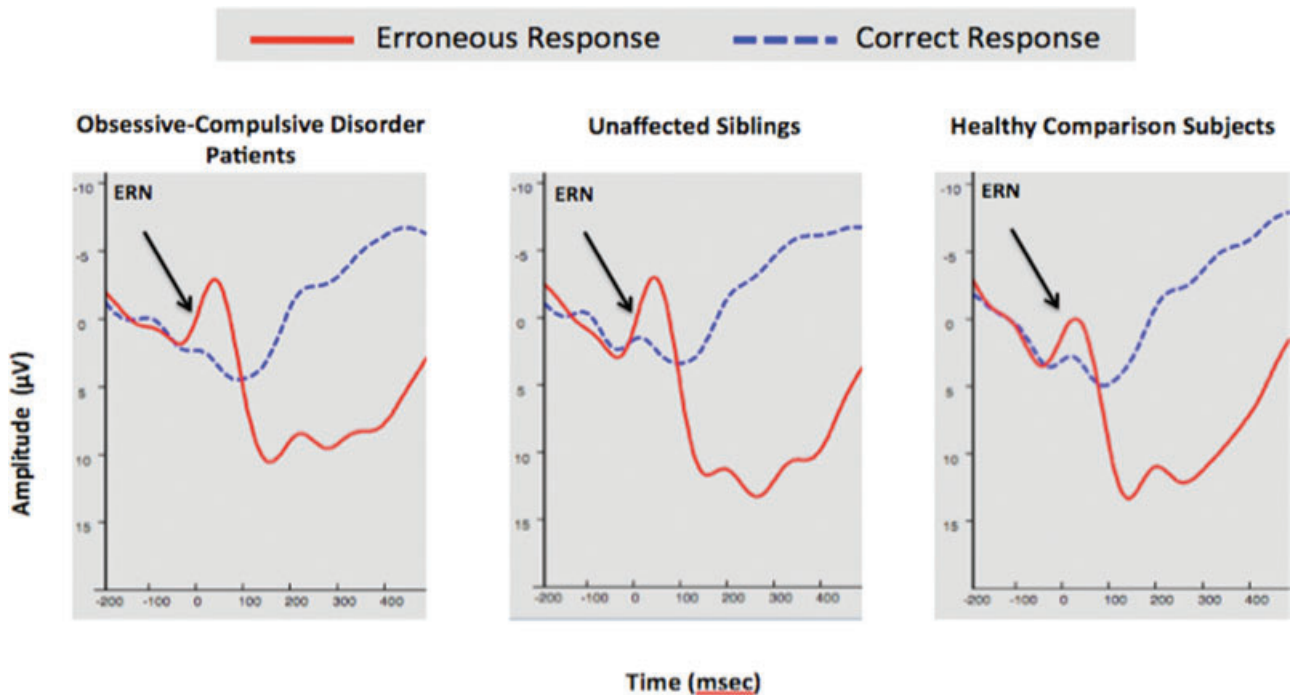 Erroneous Response Correct Response
Obsessive-Compulsive Disorder
Patients
Unaffected Siblings
Healthy Comparison Subjects
Amplitude (µV)
ERN
-10
-5
0
5
10
15
-200 -100 0 100 200 300 400
ERN
-10
-5
0
5
10
15
-200 -100 0 100 200 300 400
ERN
-10
-5
0
5
10
15
-200 -100 0 100 200 300 400
Time (msec)